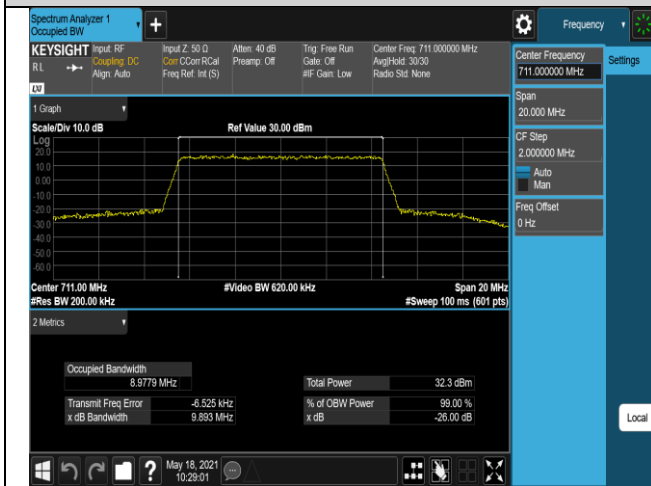 Spectrum Analyzer 1
Occupied BW
+
Frequency
KEYSIGHT
RL
LXI
Input: RF
Coupling: DC
Align: Auto
Input Z: 50 Ω
Corr CCorr RCal
Freq Ref: Int (S)
Atten: 40 dB
Preamp: Off
Trig: Free Run
Gate: Off
#IF Gain: Low
Center Freq: 711.000000 MHz
Avg|Hold: 30/30
Radio Std: None
1 Graph
Scale/Div 10.0 dB
Ref Value 30.00 dBm
Log
20.0
10.0
0.00
-10.0
-20.0
-30.0
-40.0
-50.0
-60.0
Center 711.00 MHz
#Video BW 620.00 kHz
Span 20 MHz
#Res BW 200.00 kHz
#Sweep 100 ms (601 pts)
2 Metrics
Occupied Bandwidth
8.9779 MHz
Total Power 32.3 dBm
Transmit Freq Error -6.525 kHz
% of OBW Power 99.00 %
x dB Bandwidth 9.893 MHz
x dB -26.00 dB
Center Frequency
711.000000 MHz
Settings
Span
20.000 MHz
CF Step
2.000000 MHz
Auto
Man
Freq Offset
0 Hz
Local
?
May 18, 2021
10:29:01